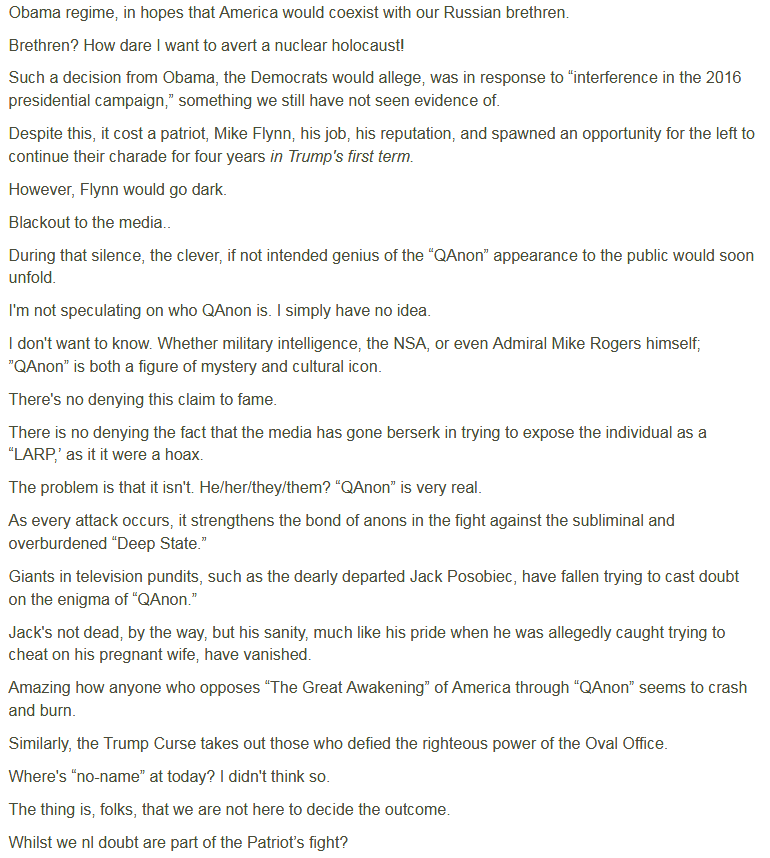 Obama regime, in hopes that America would coexist with our Russian brethren.
Brethren? How dare I want to avert a nuclear holocaust!
Such a decision from Obama, the Democrats would allege, was in response to “interference in the 2016
presidential campaign,” something we still have not seen evidence of.
Despite this, it cost a patriot, Mike Flynn, his job, his reputation, and spawned an opportunity for the left to
continue their charade for four years in Trump's first term.
However, Flynn would go dark.
Blackout to the media..
During that silence, the clever, if not intended genius of the “QAnon” appearance to the public would soon
unfold.
I'm not speculating on who QAnon is. I simply have no idea.
I don't want to know. Whether military intelligence, the NSA, or even Admiral Mike Rogers himself;
”QAnon” is both a figure of mystery and cultural icon.
There's no denying this claim to fame.
There is no denying the fact that the media has gone berserk in trying to expose the individual as a
“LARP,’ as it it were a hoax.
The problem is that it isn't. He/her/they/them? “QAnon” is very real.
As every attack occurs, it strengthens the bond of anons in the fight against the subliminal and
overburdened “Deep State.”
Giants in television pundits, such as the dearly departed Jack Posobiec, have fallen trying to cast doubt
on the enigma of “QAnon.”
Jack's not dead, by the way, but his sanity, much like his pride when he was allegedly caught trying to
cheat on his pregnant wife, have vanished.
Amazing how anyone who opposes “The Great Awakening” of America through “QAnon” seems to crash
and burn.
Similarly, the Trump Curse takes out those who defied the righteous power of the Oval Office.
Where's “no-name” at today? I didn't think so.
The thing is, folks, that we are not here to decide the outcome.
Whilst we nl doubt are part of the Patriot’s fight?